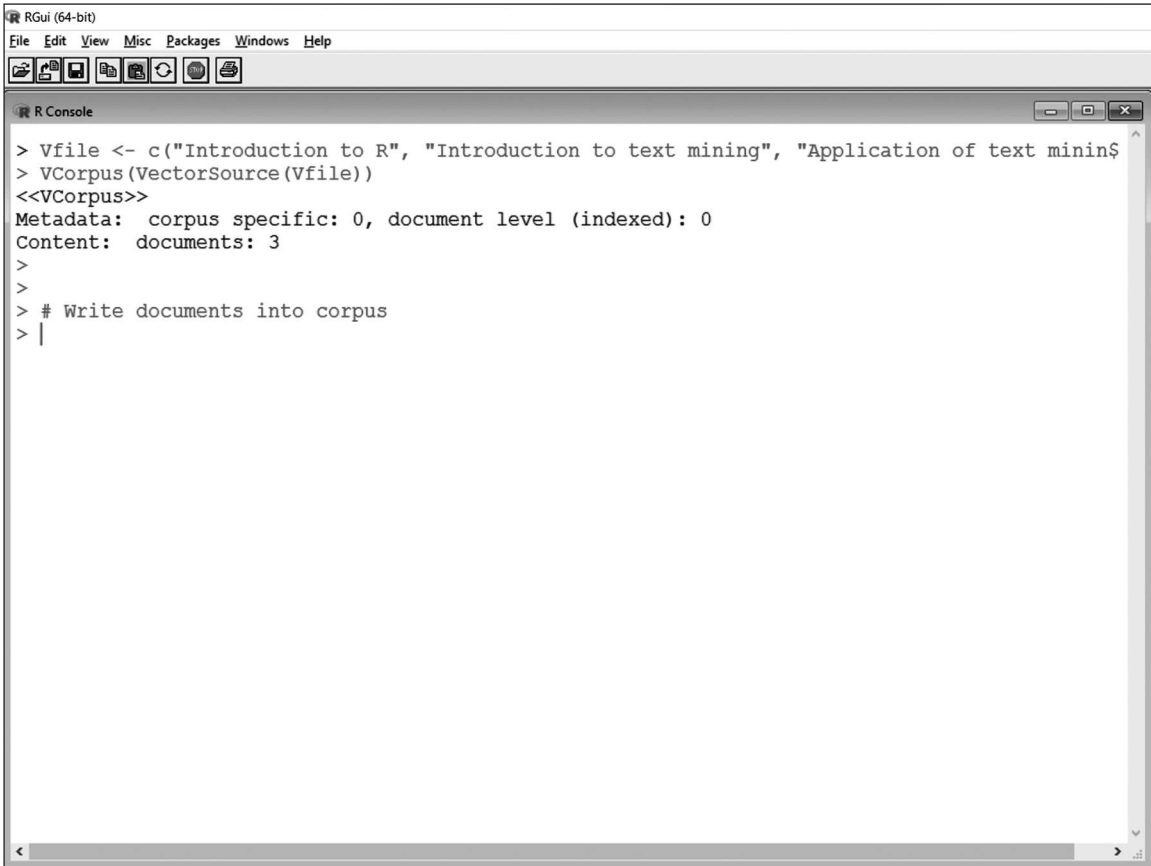 RGui (64-bit)
File Edit View Misc Packages Windows Help
STOP
R Console
> Vfile <- c("Introduction to R", "Introduction to text mining", "Application of text minin$
> VCorpus(VectorSource(Vfile))
<<VCorpus>>
Metadata:  corpus specific: 0, document level (indexed): 0
Content:  documents: 3
>
>
> # Write documents into corpus
>